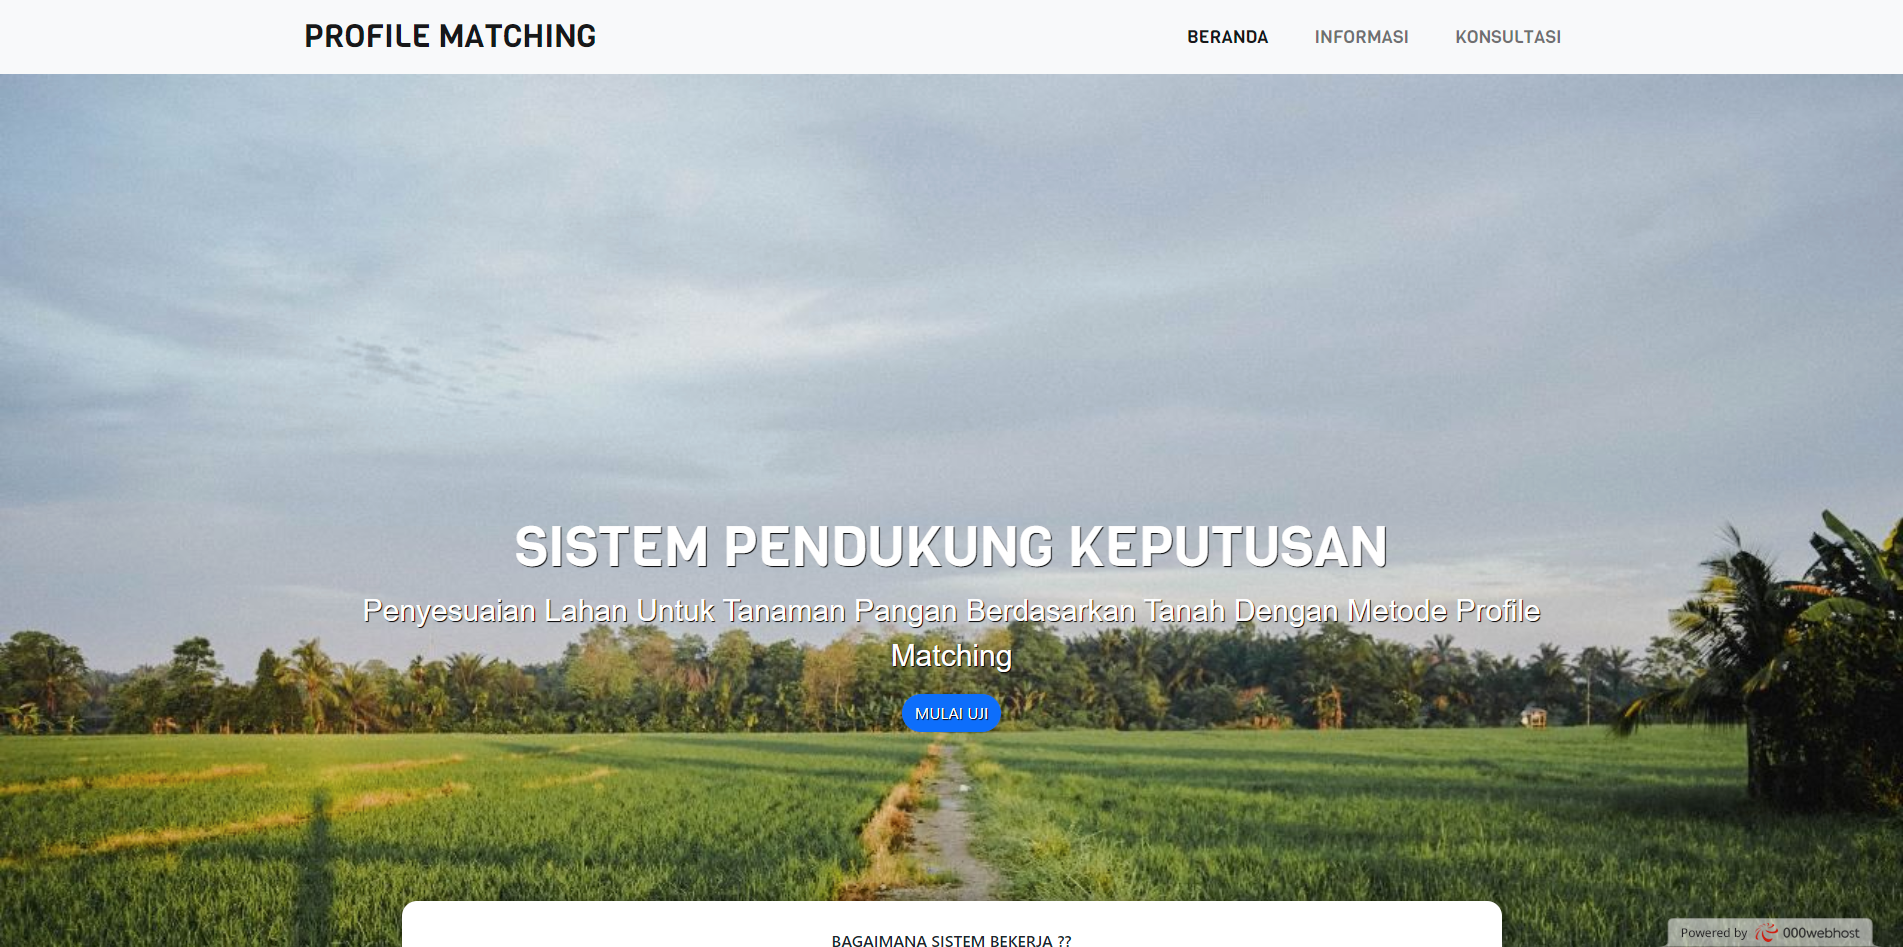 PROFILE MATCHING
BERANDA INFORMASI KONSULTASI
SISTEM PENDUKUNG KEPUTUSAN
Penyesuaian Lahan Untuk Tanaman Pangan Berdasarkan Tanah Dengan Metode Profile
Matching
MULAI UJI
BAGAIMANA SISTEM BEKERJA ??
Powered by 000webhost